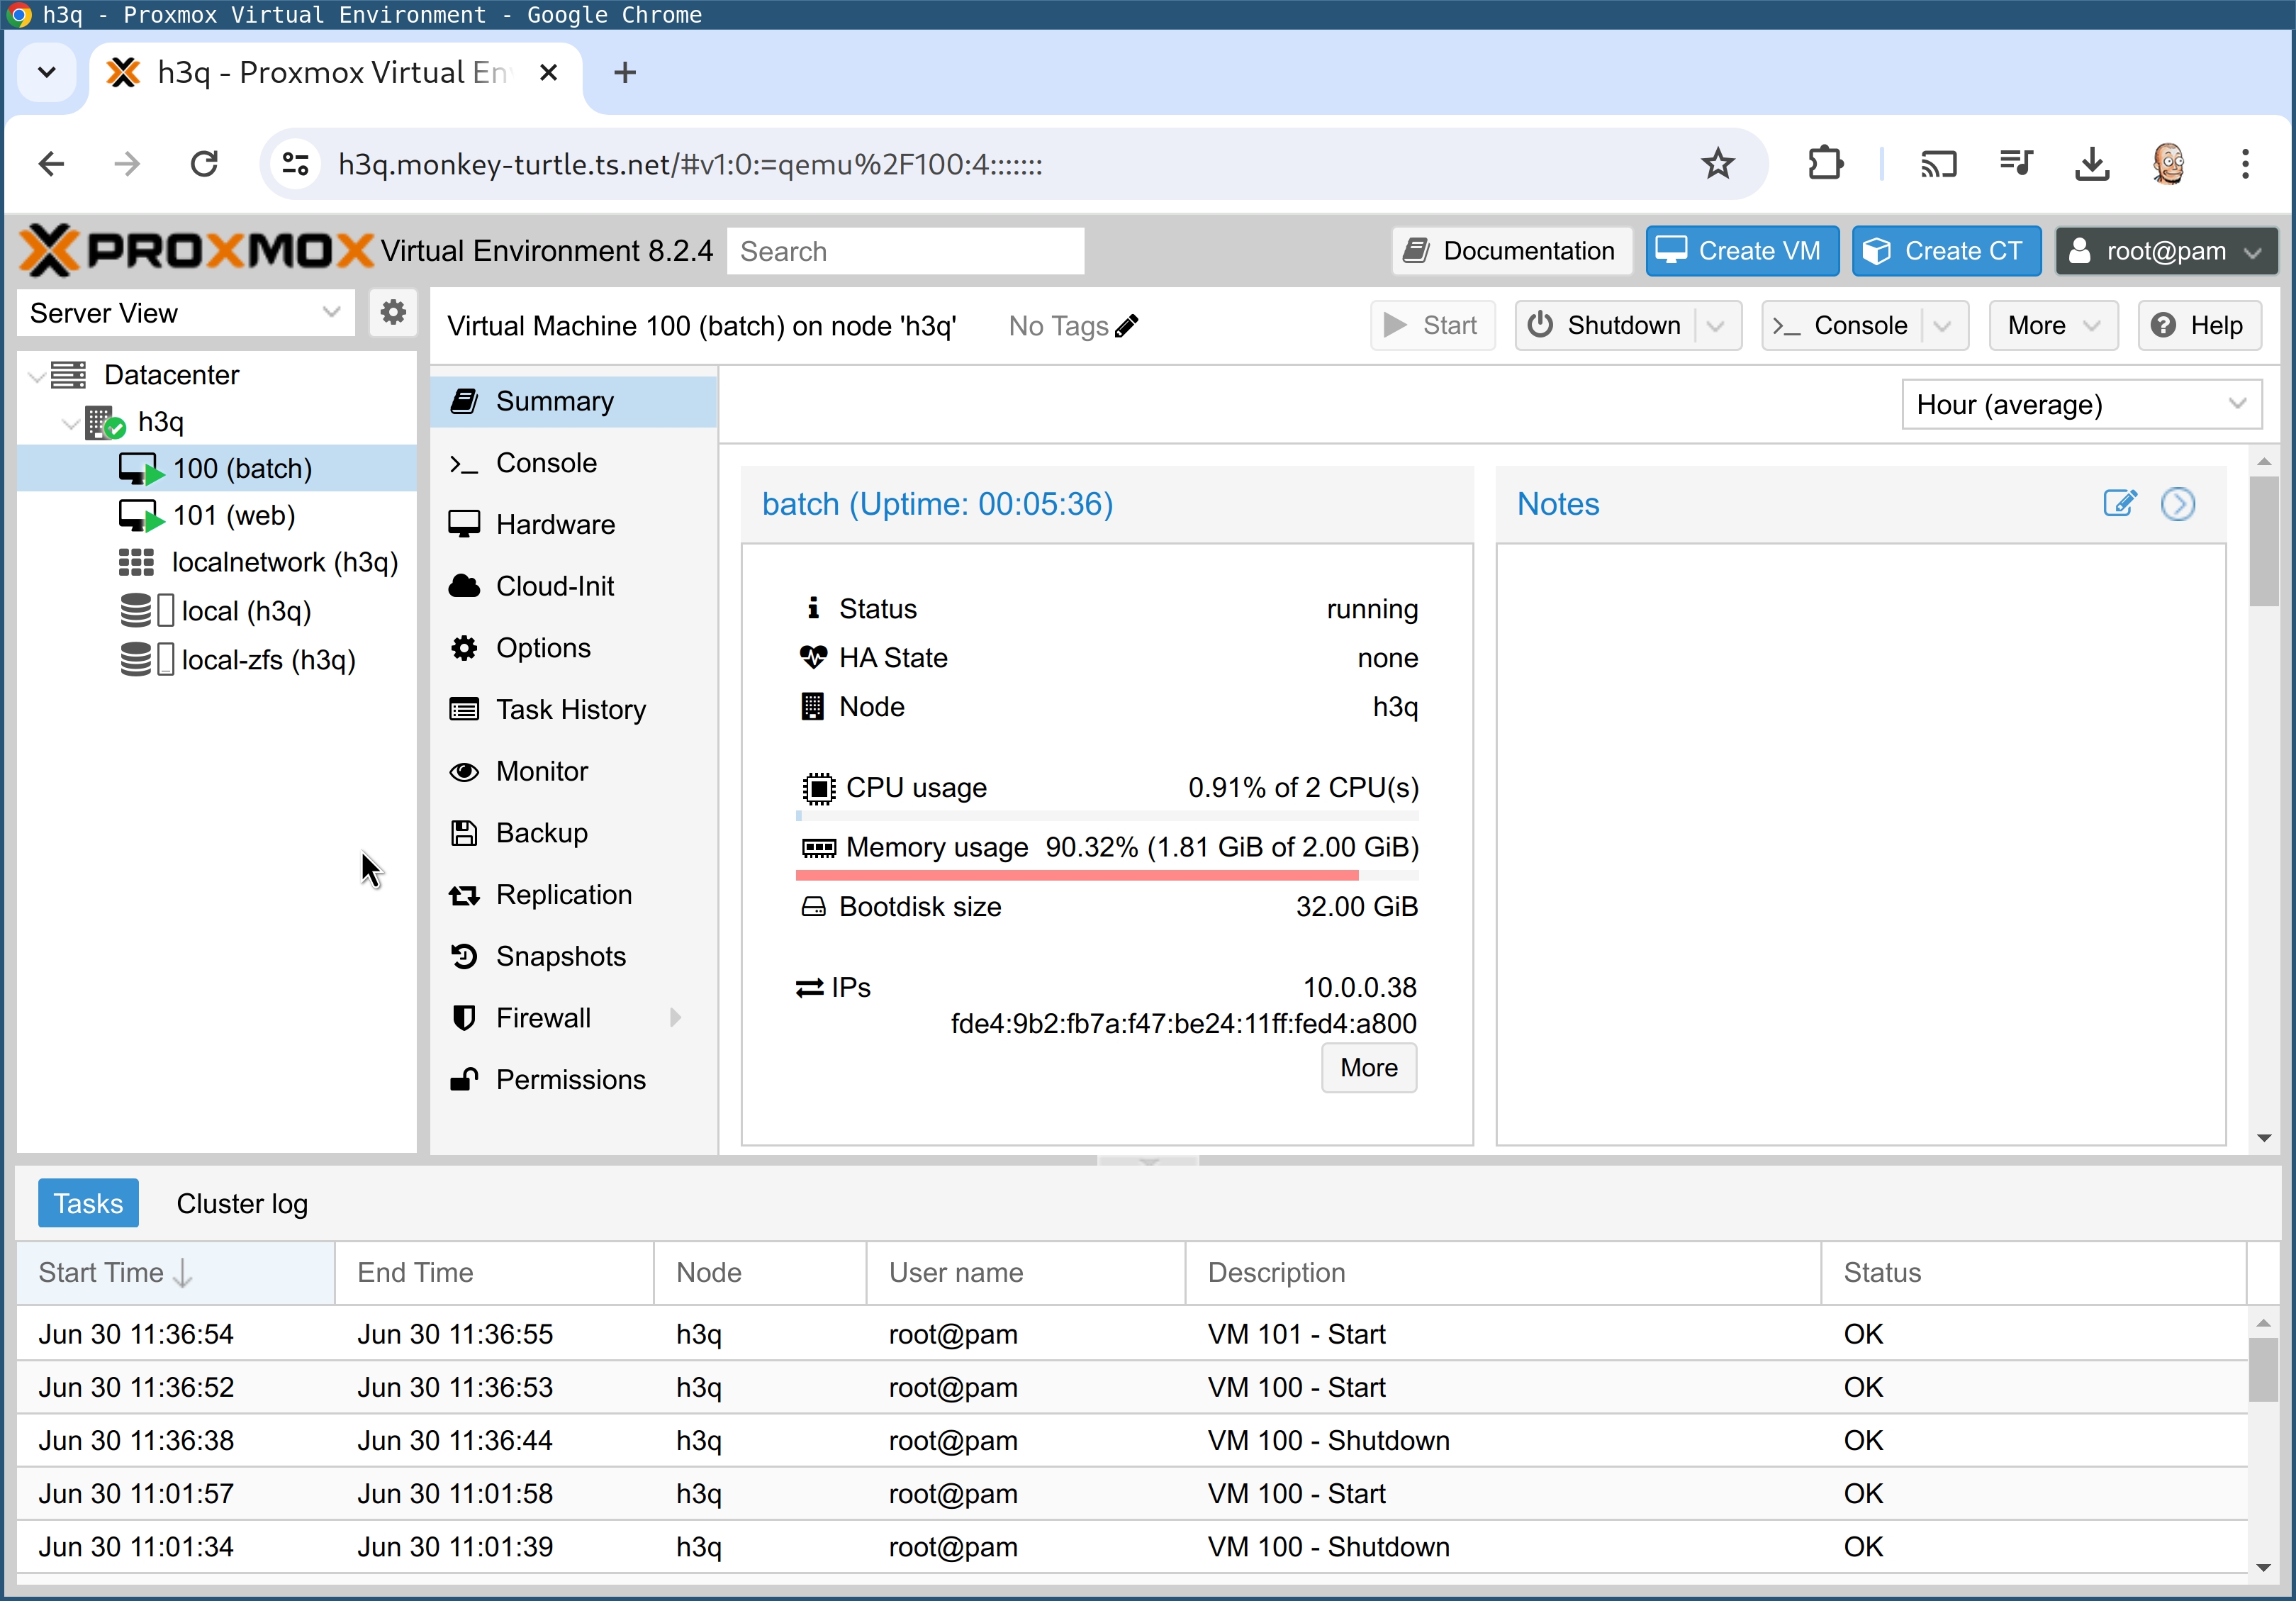 h3q - Proxmox Virtual Environment - Google Chrome
h3q - Proxmox Virtual En
h3q.monkey-turtle.ts.net/#v1:0:=qemu%2F100:4:::::::
PROXMOX Virtual Environment 8.2.4 Search Documentation Create VM Create CT root@pam
Server View
Virtual Machine 100 (batch) on node 'h3q' No Tags Start Shutdown Console More Help
Datacenter
h3q
100 (batch)
101 (web)
localnetwork (h3q)
local (h3q)
local-zfs (h3q)
Summary
Console
Hardware
Cloud-Init
Options
Task History
Monitor
Backup
Replication
Snapshots
Firewall
Permissions
Hour (average)
batch (Uptime: 00:05:36)
Status running
HA State none
Node h3q
CPU usage 0.91% of 2 CPU(s)
Memory usage 90.32% (1.81 GiB of 2.00 GiB)
Bootdisk size 32.00 GiB
IPs 10.0.0.38
fde4:9b2:fb7a:f47:be24:11ff:fed4:a800
More
Notes
Tasks Cluster log
Start Time End Time Node User name Description Status
Jun 30 11:36:54 Jun 30 11:36:55 h3q root@pam VM 101 - Start OK
Jun 30 11:36:52 Jun 30 11:36:53 h3q root@pam VM 100 - Start OK
Jun 30 11:36:38 Jun 30 11:36:44 h3q root@pam VM 100 - Shutdown OK
Jun 30 11:01:57 Jun 30 11:01:58 h3q root@pam VM 100 - Start OK
Jun 30 11:01:34 Jun 30 11:01:39 h3q root@pam VM 100 - Shutdown OK